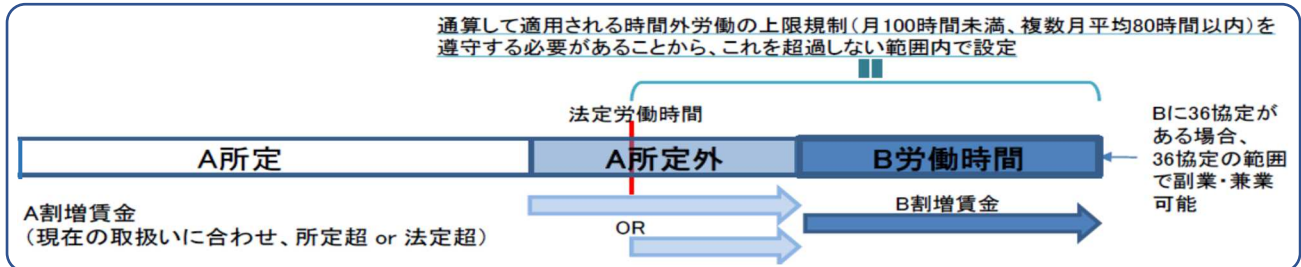 通算して適用される時間外労働の上限規制（月100時間未満、複数月平均80時間以内）を
遵守する必要があることから、これを超過しない範囲内で設定
法定労働時間
A所定
A所定外
B労働時間
Bに36協定が
ある場合、
36協定の範囲
で副業・兼業
可能
A割増賃金
（現在の取扱いに合わせ、所定超 or 法定超）
OR
B割増賃金